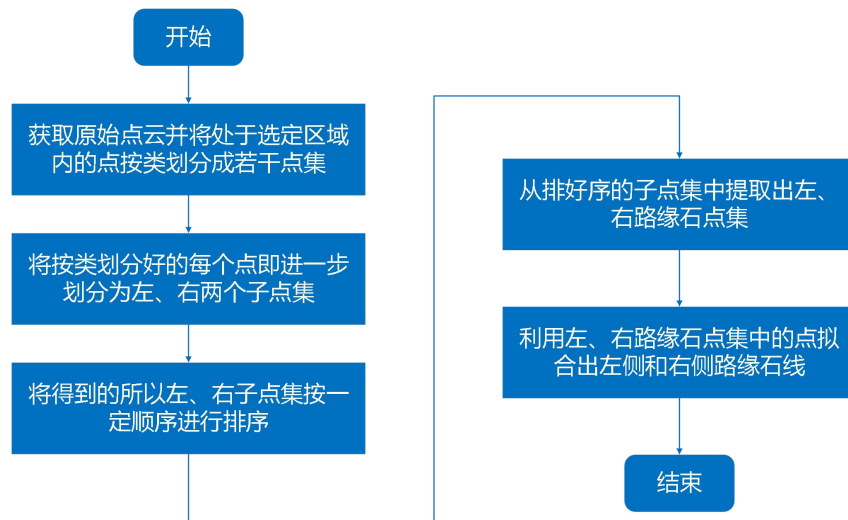 开始
获取原始点云并将处于选定区域
内的点按类划分成若干点集
将按类划分好的每个点即进一步
划分为左、右两个子点集
将得到的所以左、右子点集按一
定顺序进行排序
从排好序的子点集中提取出左、
右路缘石点集
利用左、右路缘石点集中的点拟
合出左侧和右侧路缘石线
结束